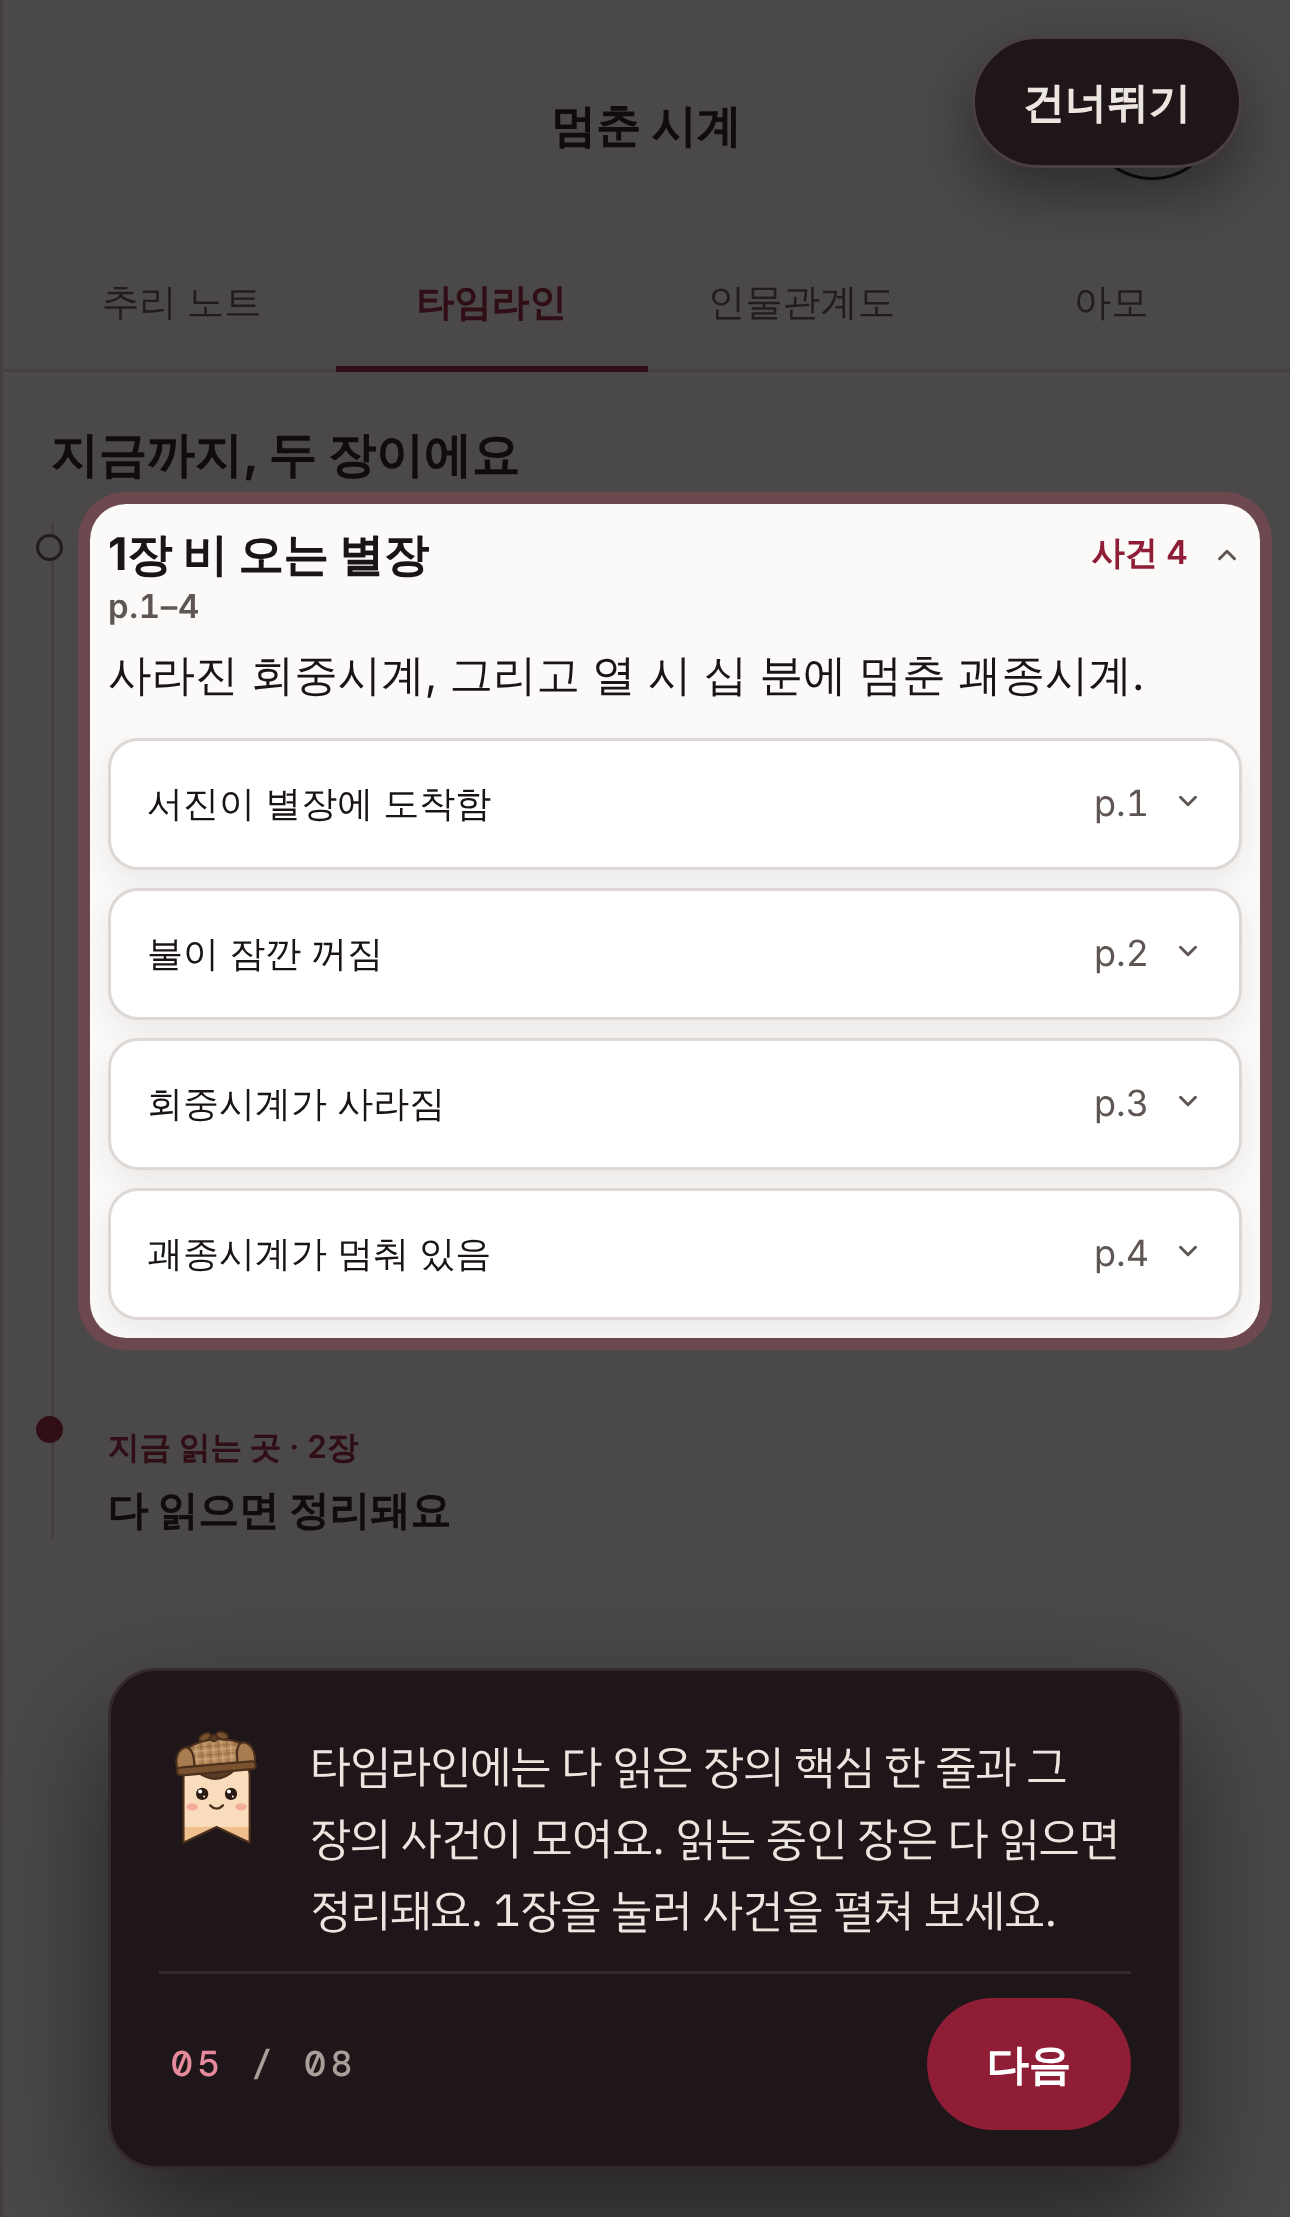 건너뛰기
멈춘 시계
추리 노트
타임라인
인물관계도
아모
지금까지, 두 장이에요
1장 비 오는 별장
사건 4
p.1–4
사라진 회중시계, 그리고 열 시 십 분에 멈춘 괘종시계.
서진이 별장에 도착함
p.1
불이 잠깐 꺼짐
p.2
회중시계가 사라짐
p.3
괘종시계가 멈춰 있음
p.4
지금 읽는 곳 · 2장
다 읽으면 정리돼요
타임라인에는 다 읽은 장의 핵심 한 줄과 그
장의 사건이 모여요. 읽는 중인 장은 다 읽으면
정리돼요. 1장을 눌러 사건을 펼쳐 보세요.
05 / 08
다음